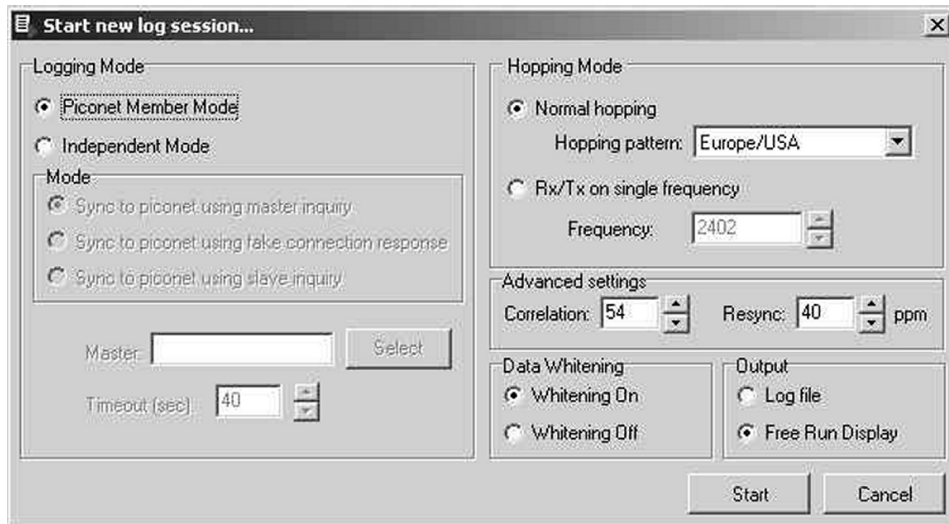 Start new log session...
Logging Mode
Piconet Member Mode
Independent Mode
Mode
Sync to piconet using master inquiry
Sync to piconet using fake connection response
Sync to piconet using slave inquiry
Master:
Select
Timeout (sec)
40
Hopping Mode
Normal hopping
Hopping pattern: Europe/USA
Rx/Tx on single frequency
Frequency: 2402
Advanced settings
Correlation: 54 Resync: 40 ppm
Data Whitening
Whitening On
Whitening Off
Output
Log file
Free Run Display
Start
Cancel